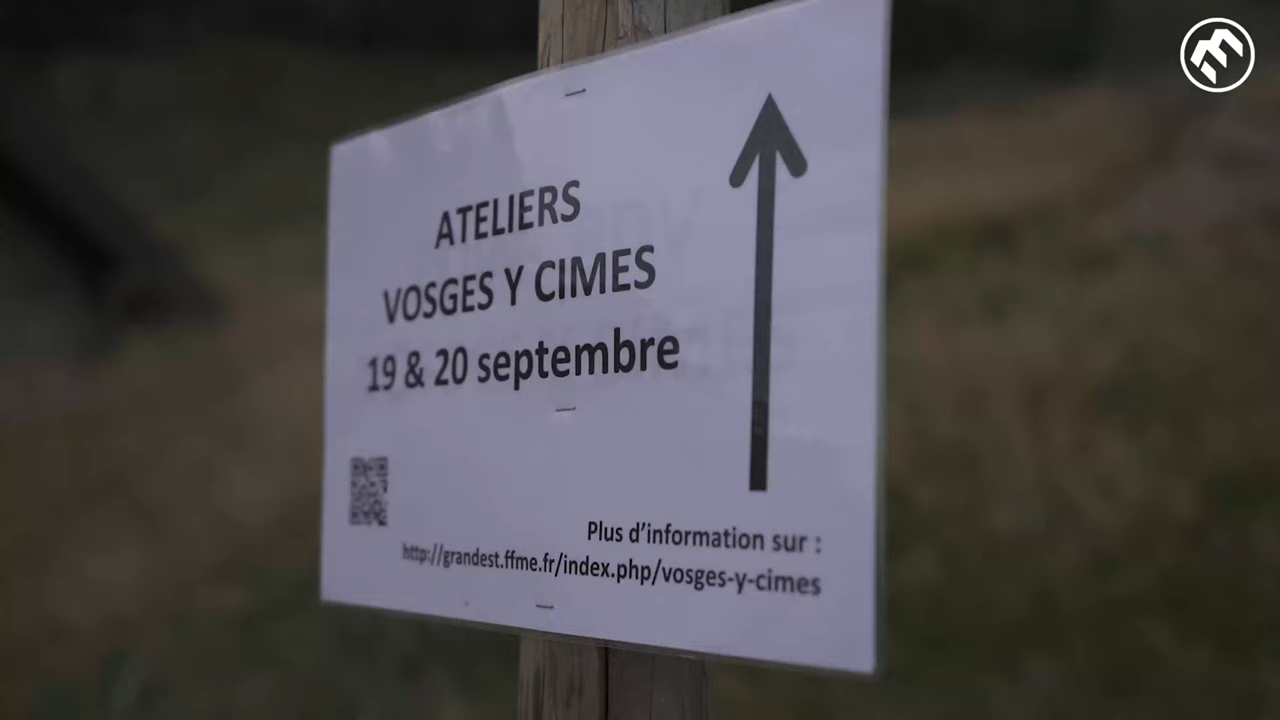 ATELIERS
VOSGES Y CIMES
19 & 20 septembre
Plus d'information sur :
http://grandest.ffme.fr/index.php/vosges-y-cimes